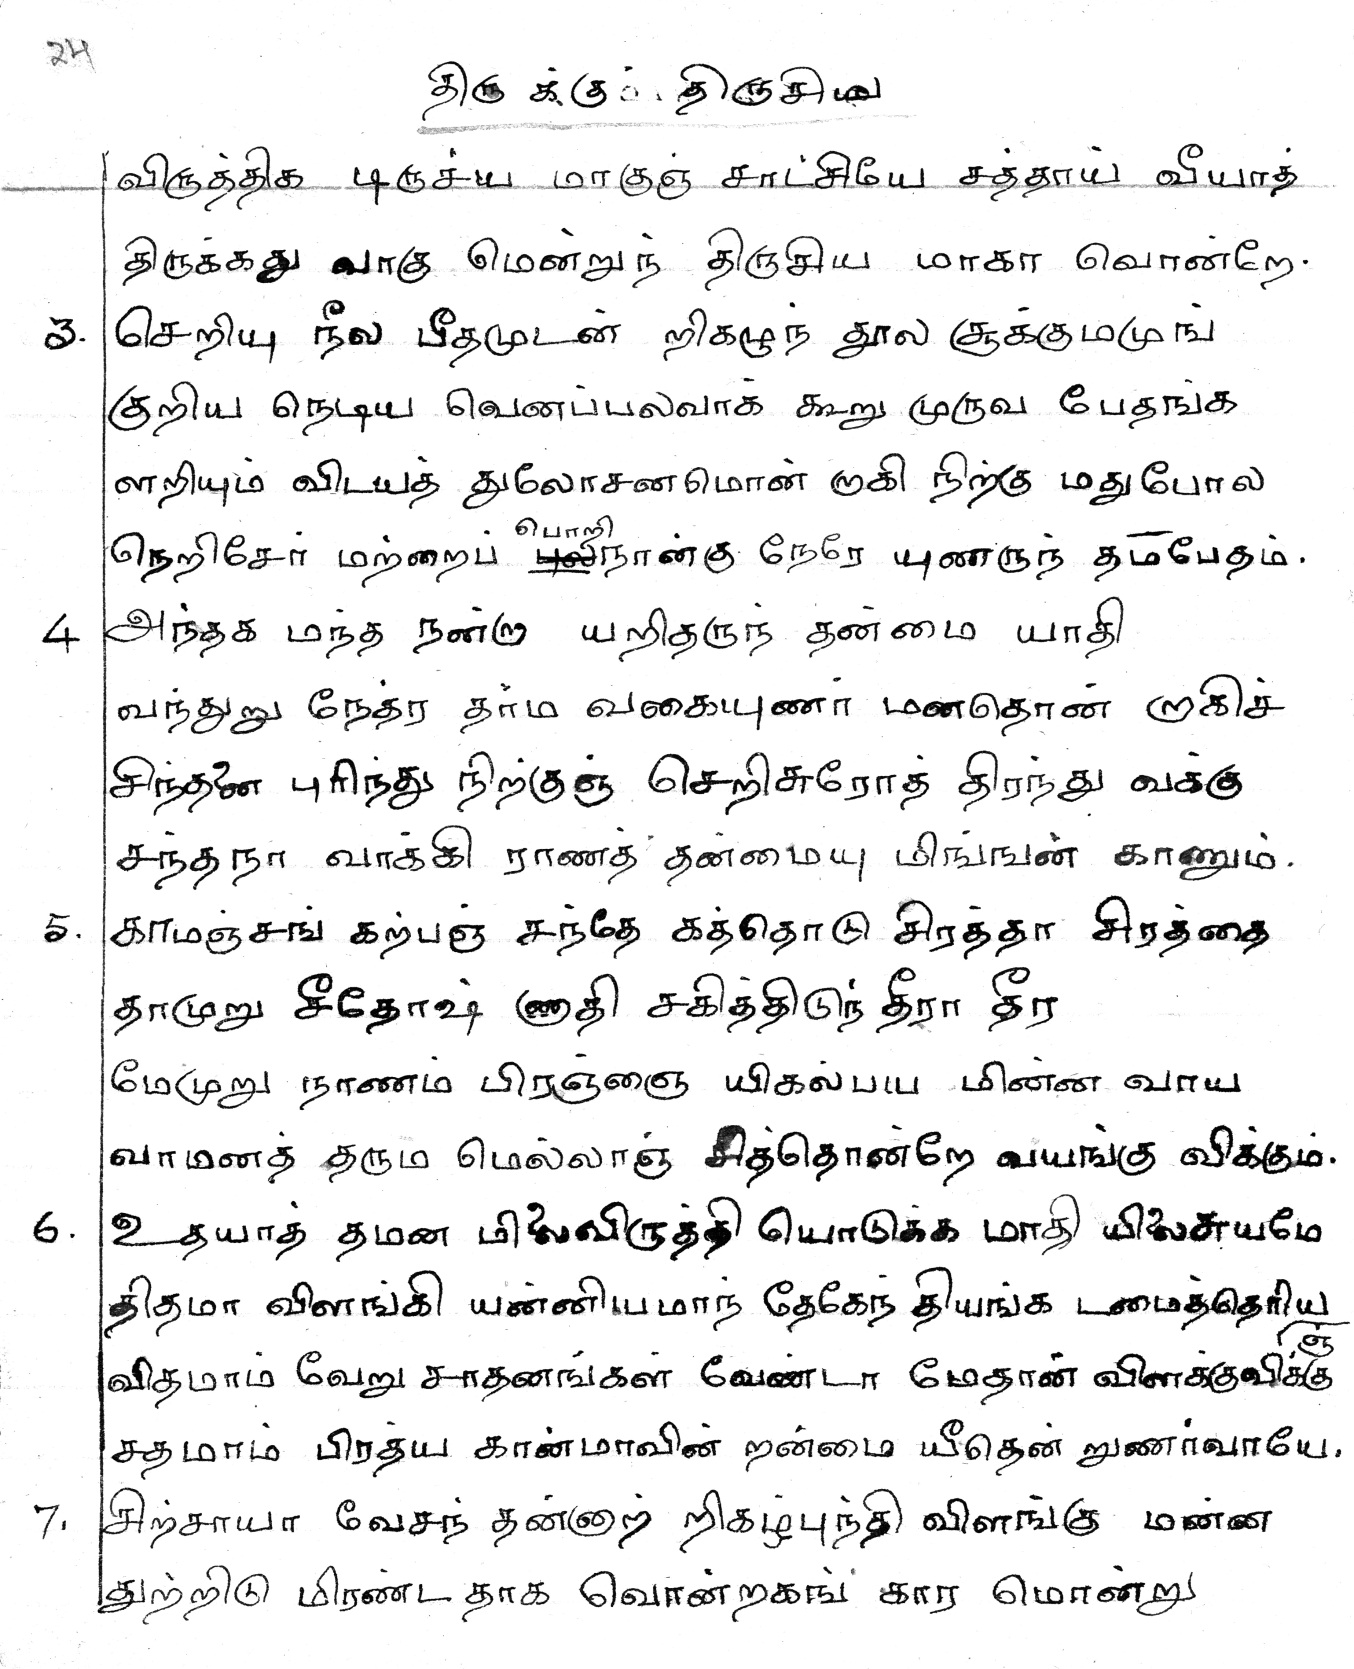 24
திருக்கு திருசிய
விருத்திக டிருச்ய மாகுஞ் சாட்சியே சத்தாய் வீயாத்
திருக்கது வாகு மென்றுந் திருசிய மாகா வொன்றே.
3. செறியு நீல பீதமுடன் றிகழுந் தூல சூக்குமமுங்
குறிய நெடிய வெனப்பலவாக் கூறு முருவ பேதங்க
ளறியும் விடயத் துலோசனமொன் றாகி நிற்கு மதுபோல
நெறிசேர் மற்றைப் பொறிநான்கு நேரே யுணருந் தம்பேதம்.
4 அந்தக மந்த நன்றா யறிதருந் தன்மை யாதி
வந்துறு நேத்ர தர்ம வகையுணர் மனதொன் றாகிச்
சிந்தனை புரிந்து நிற்குஞ் செறிசுரோத் திரந்து வக்கு
சந்தநா வாக்கி ராணத் தன்மையு மிங்ஙன் காணும்.
5. காமஞ்சங் கற்பஞ் சந்தே கத்தொடு சிரத்தா சிரத்தை
தாமுறு சீதோஷ் ணாதி சகித்திடுந் தீரா தீர
மேமுறு நாணம் பிரஞ்ஞை யிகல்பய மின்ன வாய
வாமனத் தரும மெல்லாஞ் சித்தொன்றே வயங்கு விக்கும்.
6. உதயாத் தமன மிலைவிருத்தி யொடுக்க மாதி யிலைசுயமே
திதமா விளங்கி யன்னியமாந் தேகேந் தியங்க டமைத்தெரிய
விதமாம் வேறு சாதனங்கள் வேண்டா மேதான் விளக்குவிக்குஞ்
சதமாம் பிரத்ய கான்மாவின் றன்மை யீதென் றுணர்வாயே.
7. சிற்சாயா வேசந் தன்னாற் றிகழ்புந்தி விளங்கு மன்ன
துற்றிடு மிரண்ட தாக வொன்றகங் கார மொன்று